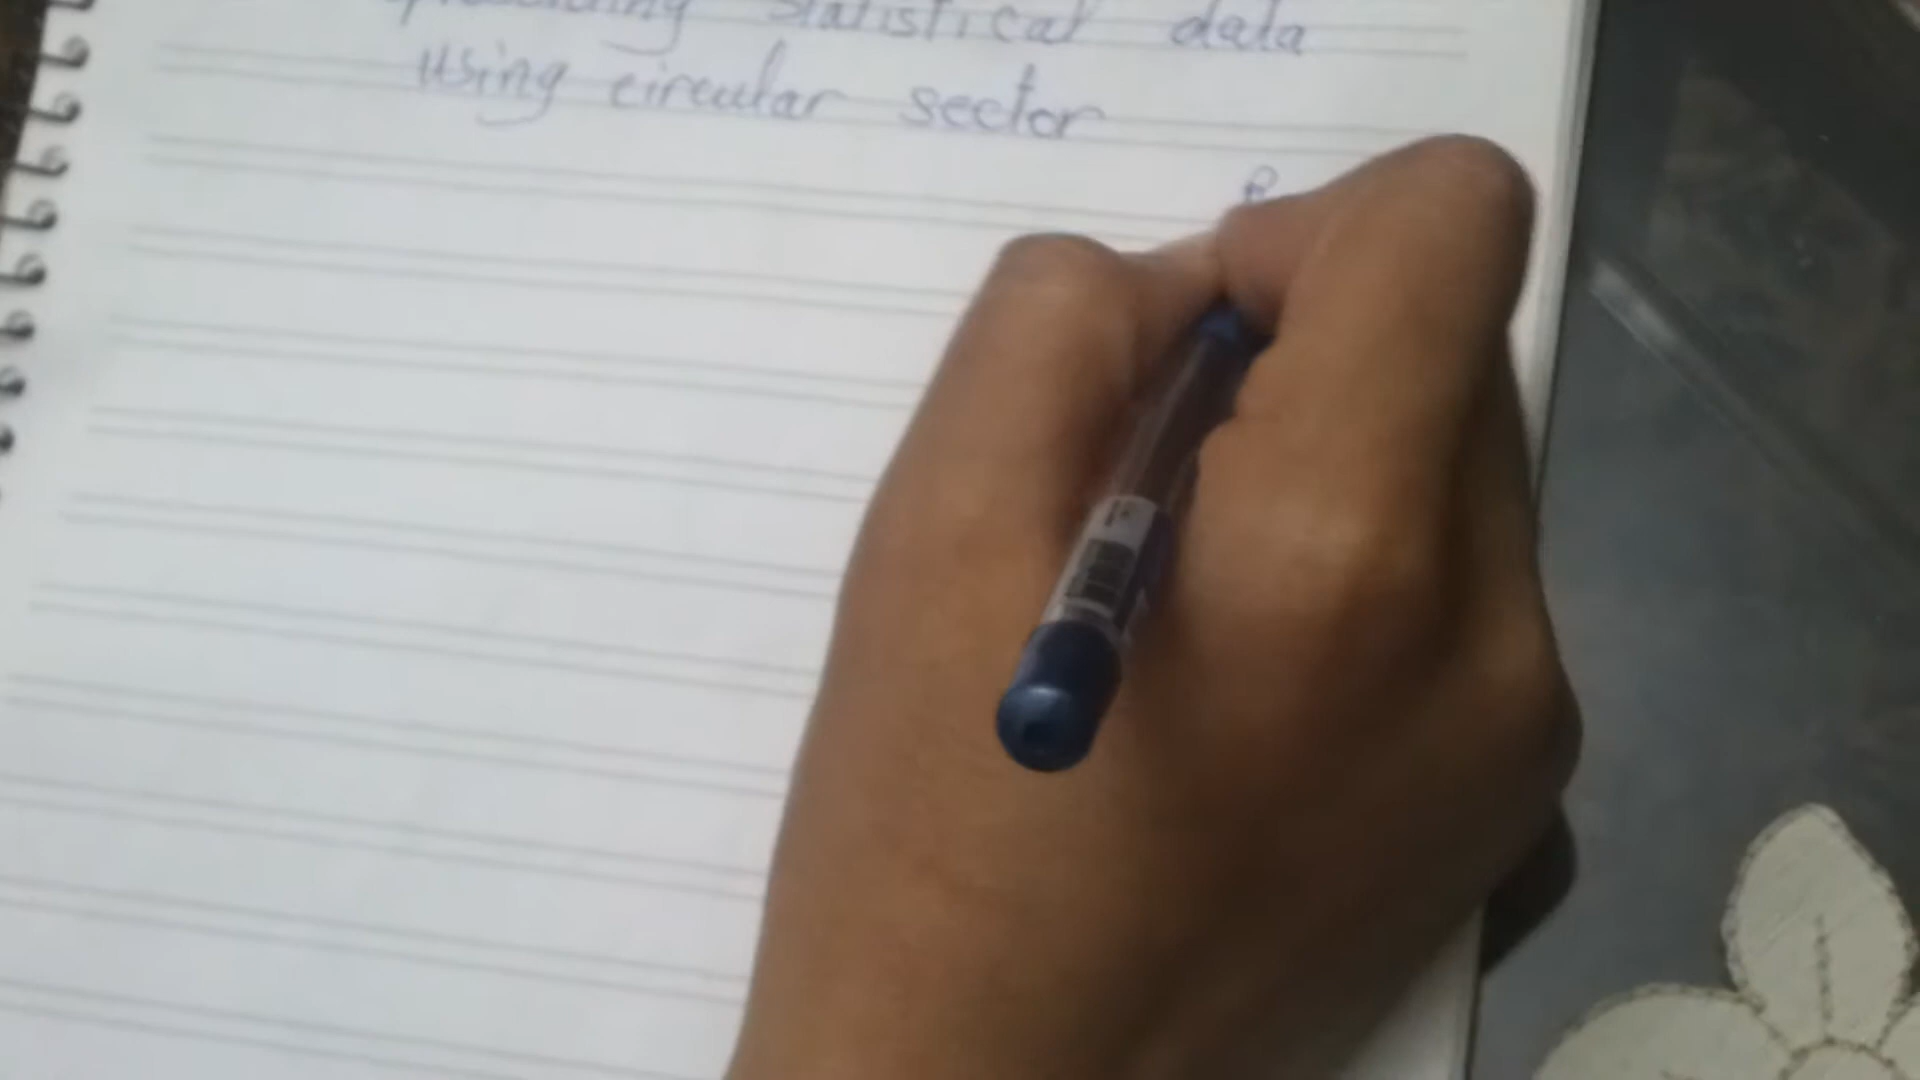 statistical data
using circular sector